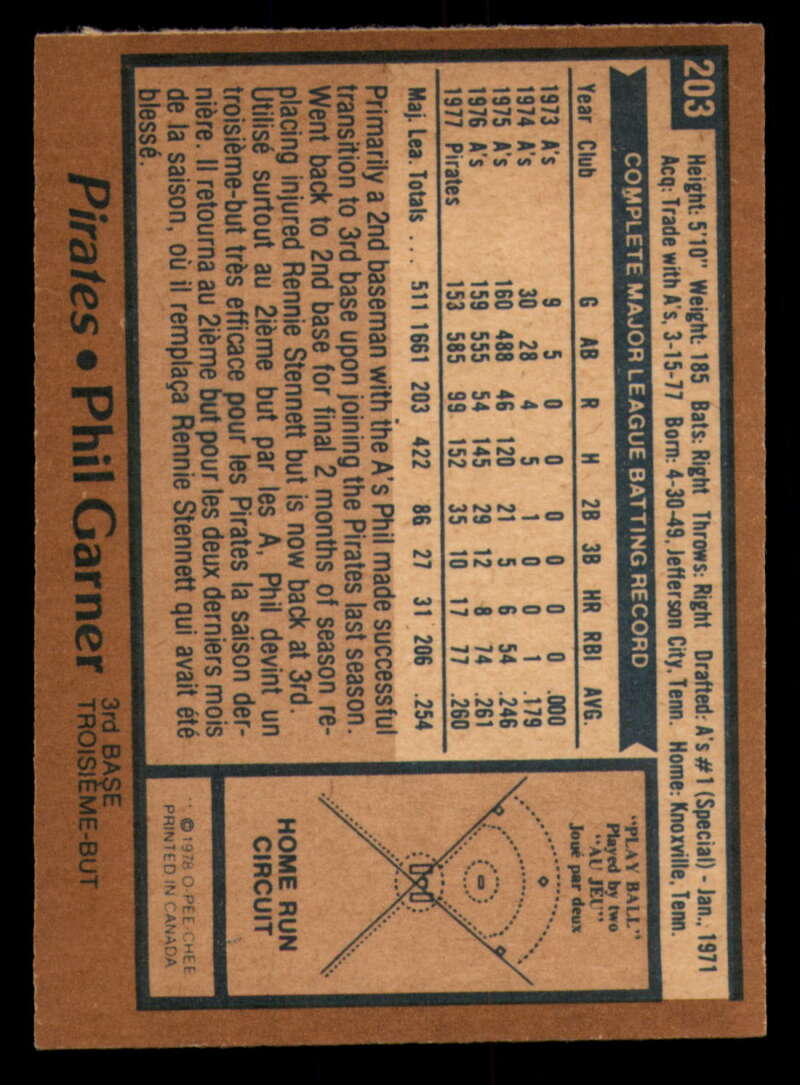 203
Height: 5'10" Weight: 185 Bats: Right Throws: Right Drafted: A's #1 (Special) - Jan., 1971
Acq: Trade with A's, 3-15-77 Born: 4-30-49, Jefferson City, Tenn. Home: Knoxville, Tenn.
COMPLETE MAJOR LEAGUE BATTING RECORD
Year Club G AB R H 2B 3B HR RBI AVG.
1973 A's 9 5 0 0 0 0 0 0 .000
1974 A's 30 28 4 5 1 0 0 1 .179
1975 A's 160 488 46 120 21 5 6 54 .246
1976 A's 159 555 54 145 29 12 8 74 .261
1977 Pirates 153 585 99 152 35 10 17 77 .260
Maj. Lea. Totals ... 511 1661 203 422 86 27 31 206 .254
Primarily a 2nd baseman with the A's Phil made successful
transition to 3rd base upon joining the Pirates last season.
Went back to 2nd base for final 2 months of season re-
placing injured Rennie Stennett but is now back at 3rd.
Utilisé surtout au 2ième but par les A, Phil devint un
troisième-but très efficace pour les Pirates la saison der-
nière. Il retourna au 2ième but pour les deux derniers mois
de la saison, où il remplaça Rennie Stennett qui avait été
blessé.
"PLAY BALL"
Played by two
"AU JEU"
Joué par deux
HOME RUN
CIRCUIT
© 1978 O-PEE-CHEE
PRINTED IN CANADA
Pirates • Phil Garner
3rd BASE
TROISIÈME-BUT